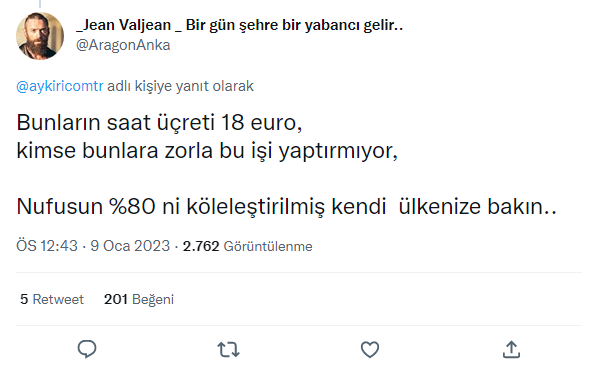 _Jean Valjean _ Bir gün şehre bir yabancı gelir..
@AragonAnka
@aykiricomtr adlı kişiye yanıt olarak
Bunların saat üçreti 18 euro,
kimse bunlara zorla bu işi yaptırmıyor,
Nufusun %80 ni köleleştirilmiş kendi  ülkenize bakın..
ÖS 12:43 · 9 Oca 2023 · 2.762 Görüntülenme
5 Retweet 201 Beğeni